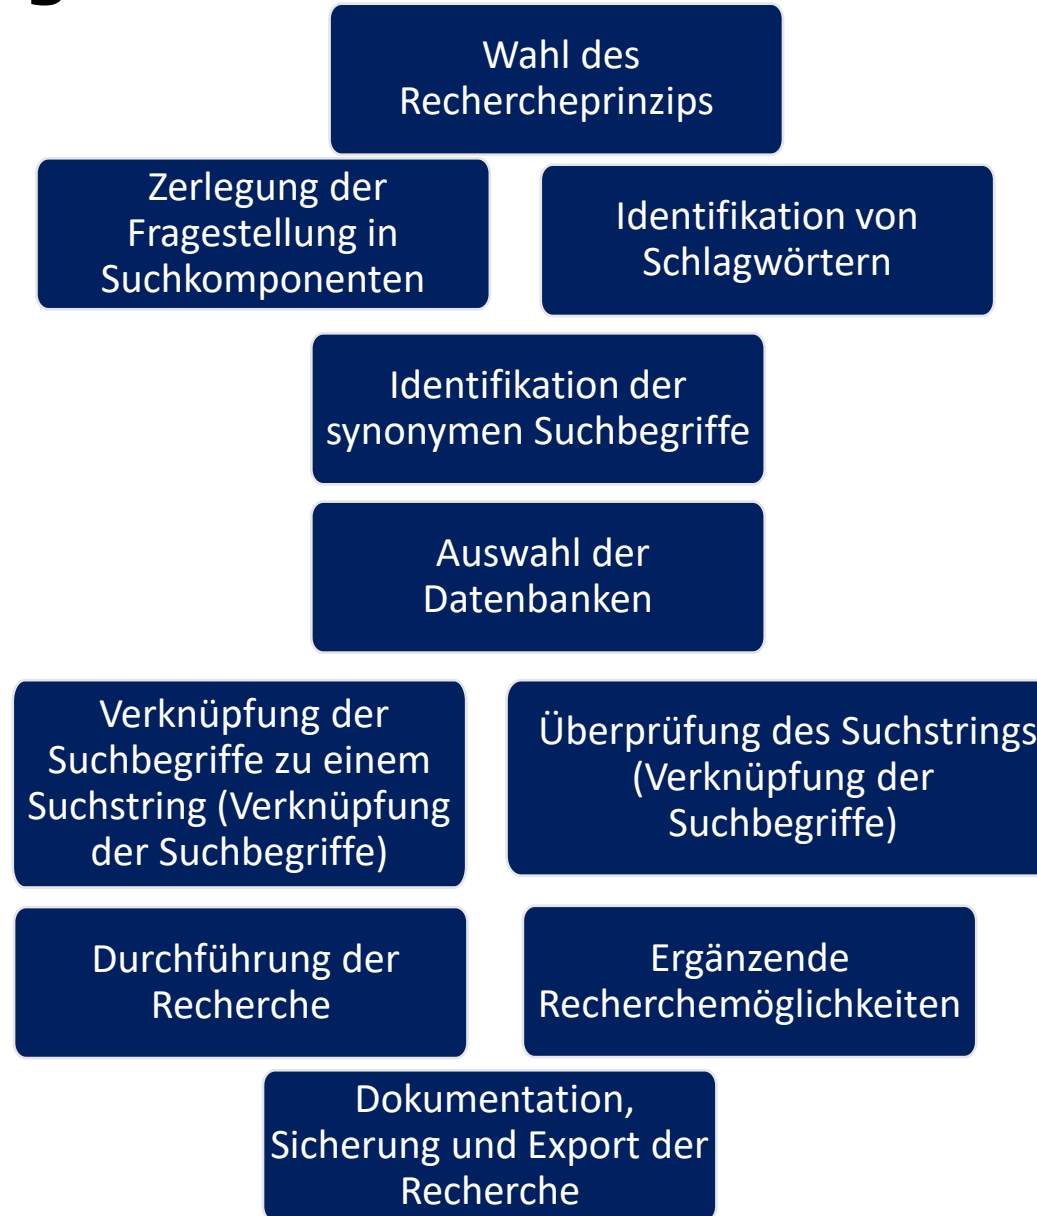 g
Wahl des
Rechercheprinzips
Zerlegung der
Fragestellung in
Suchkomponenten
Identifikation von
Schlagwörtern
Identifikation der
synonymen Suchbegriffe
Auswahl der
Datenbanken
Verknüpfung der
Suchbegriffe zu einem
Suchstring (Verknüpfung
der Suchbegriffe)
Überprüfung des Suchstrings
(Verknüpfung der
Suchbegriffe)
Durchführung der
Recherche
Ergänzende
Recherchemöglichkeiten
Dokumentation,
Sicherung und Export der
Recherche